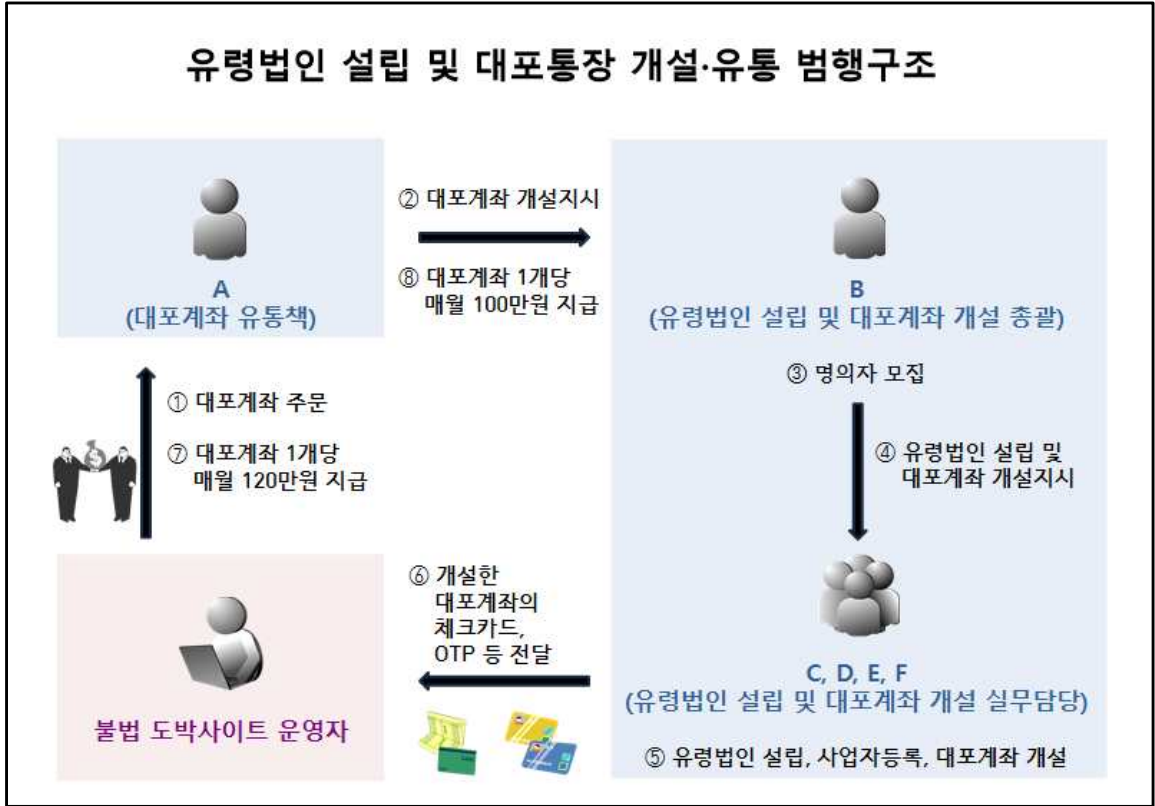 유령법인 설립 및 대포통장 개설·유통 범행구조
A
(대포계좌 유통책)
② 대포계좌 개설지시
⑧ 대포계좌 1개당
매월 100만원 지급
B
(유령법인 설립 및 대포계좌 개설 총괄)
③ 명의자 모집
④ 유령법인 설립 및
대포계좌 개설지시
① 대포계좌 주문
⑦ 대포계좌 1개당
매월 120만원 지급
불법 도박사이트 운영자
⑥ 개설한
대포계좌의
체크카드,
OTP 등 전달
C, D, E, F
(유령법인 설립 및 대포계좌 개설 실무담당)
⑤ 유령법인 설립, 사업자등록, 대포계좌 개설